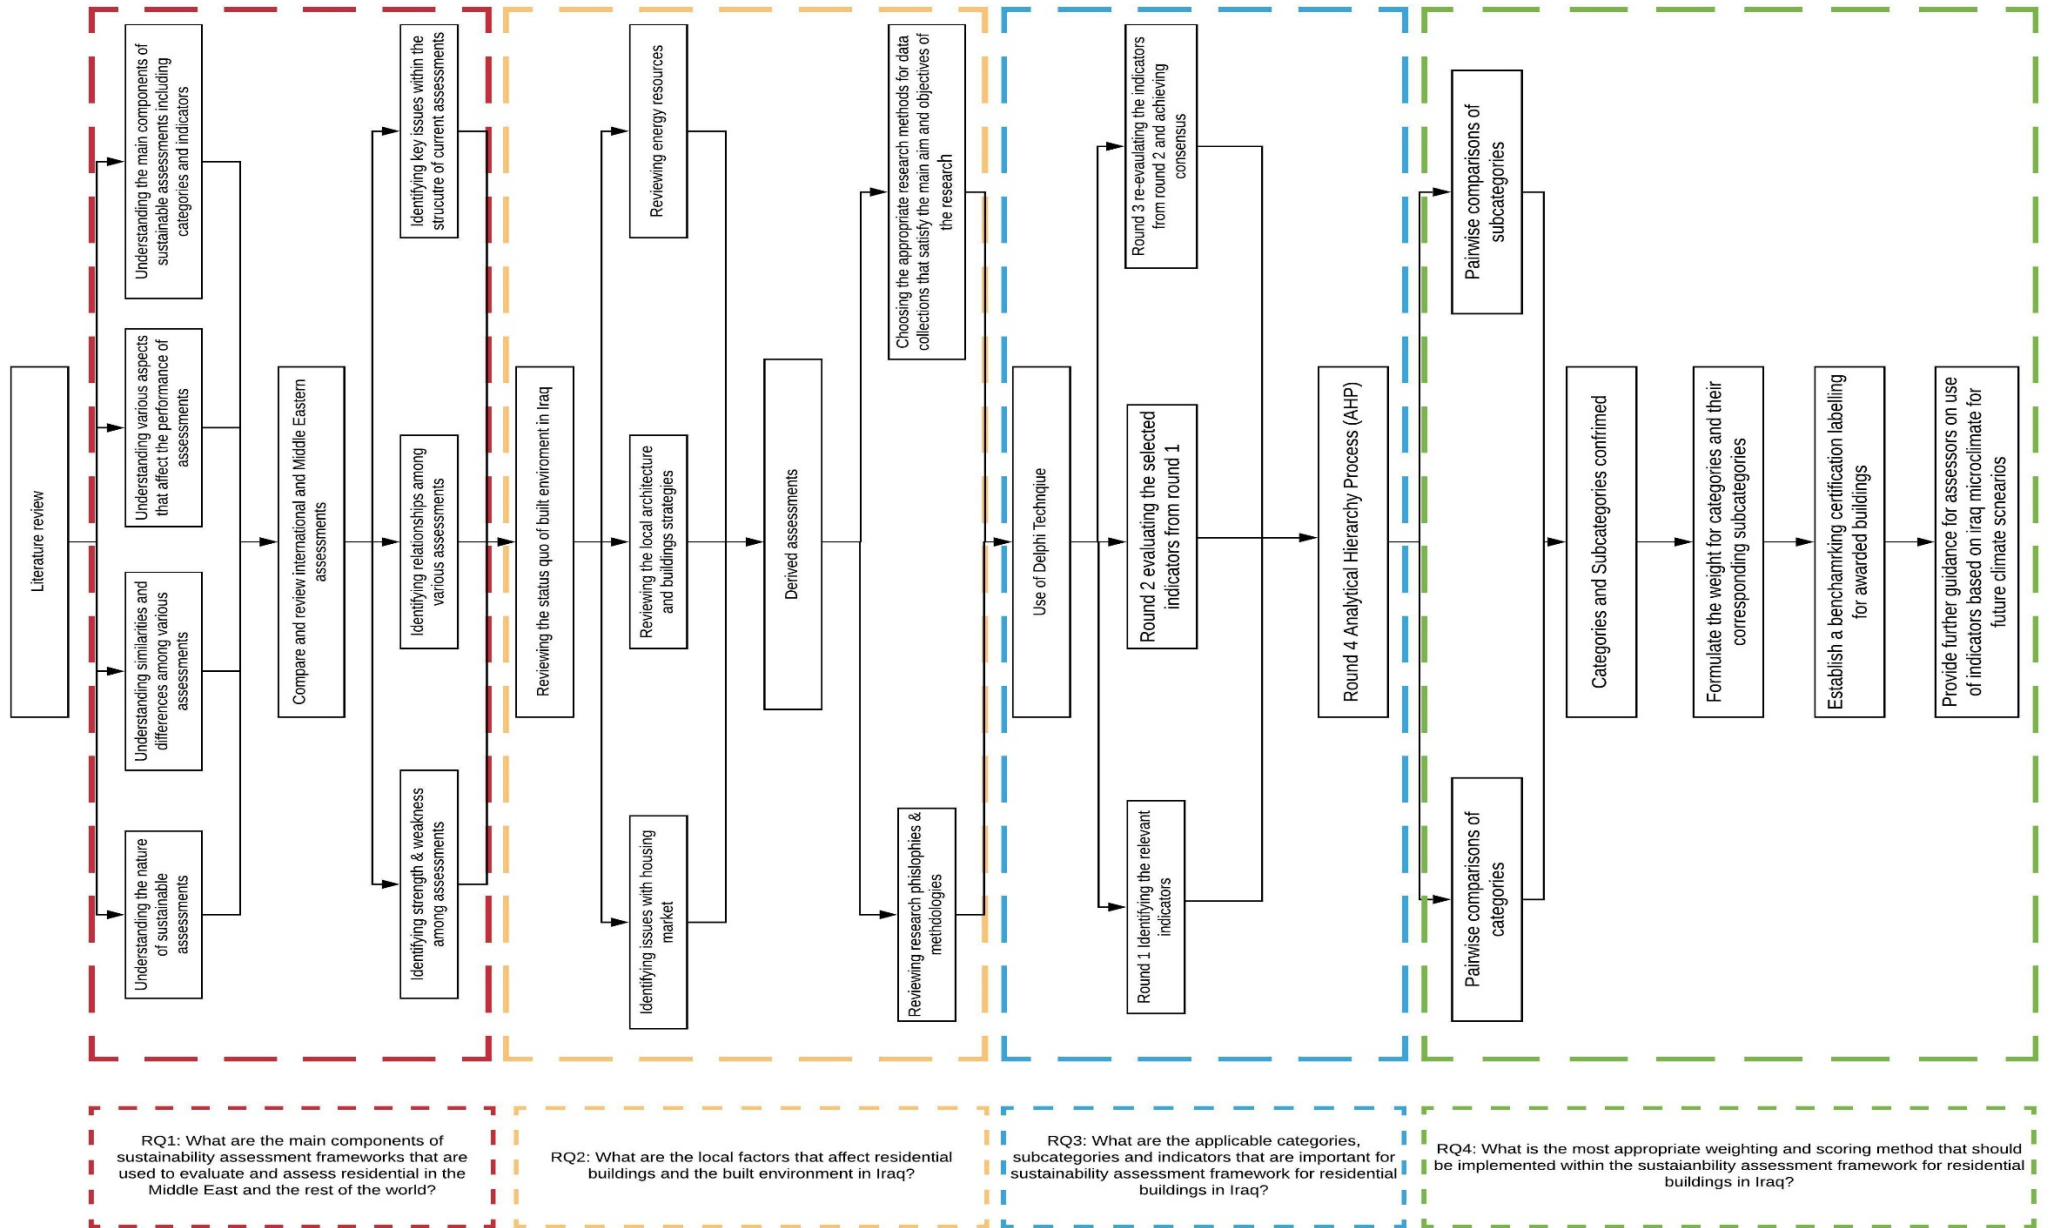 Literature review
Understanding the nature
of sustainable
assessments
Understanding similarities and
differences among various
assessments
Understanding various aspects
that affect the performance of
assessments
Understanding the main components of
sustainable assessments including
categories and indicators
Compare and review international and Middle Eastern
assessments
Identifying strength & weakness
among assessments
Identifying relationships among
various assessments
Identifying key issues within the
strucutre of current assessments
Reviewing the status quo of built enviroment in Iraq
Identifying issues with housing
market
Reviewing the local architecture
and buildings strategies
Reviewing energy resources
Derived assessments
Reviewing research phislophies &
methdologies
Choosing the appropriate research methods for data
collections that satisfy the main aim and objectives of
the research
Use of Delphi Technqiue
Round 1 Identifying the relevant
indicators
Round 2 evaluating the selected
indicators from round 1
Round 3 re-evaulating the indicators
from round 2 and achieving
consensus
Round 4 Analytical Hierarchy Process (AHP)
Pairwise comparisons of
categories
Pairwise comparisons of
subcategories
Categories and Subcategories confrimed
Formulate the weight for categories and their
corresponding subcategories
Establish a benchamrking certification labelling
for awarded buildings
Provide further guidance for assessors on use
of indicators based on iraq microclimate for
future climate scnearios
RQ1: What are the main components of
sustainability assessment frameworks that are
used to evaluate and assess residential in the
Middle East and the rest of the world?
RQ2: What are the local factors that affect residential
buildings and the built environment in Iraq?
RQ3: What are the applicable categories,
subcategories and indicators that are important for
sustainability assessment framework for residential
buildings in Iraq?
RQ4: What is the most appropriate weighting and scoring method that should
be implemented within the sustaianbility assessment framework for residential
buildings in Iraq?